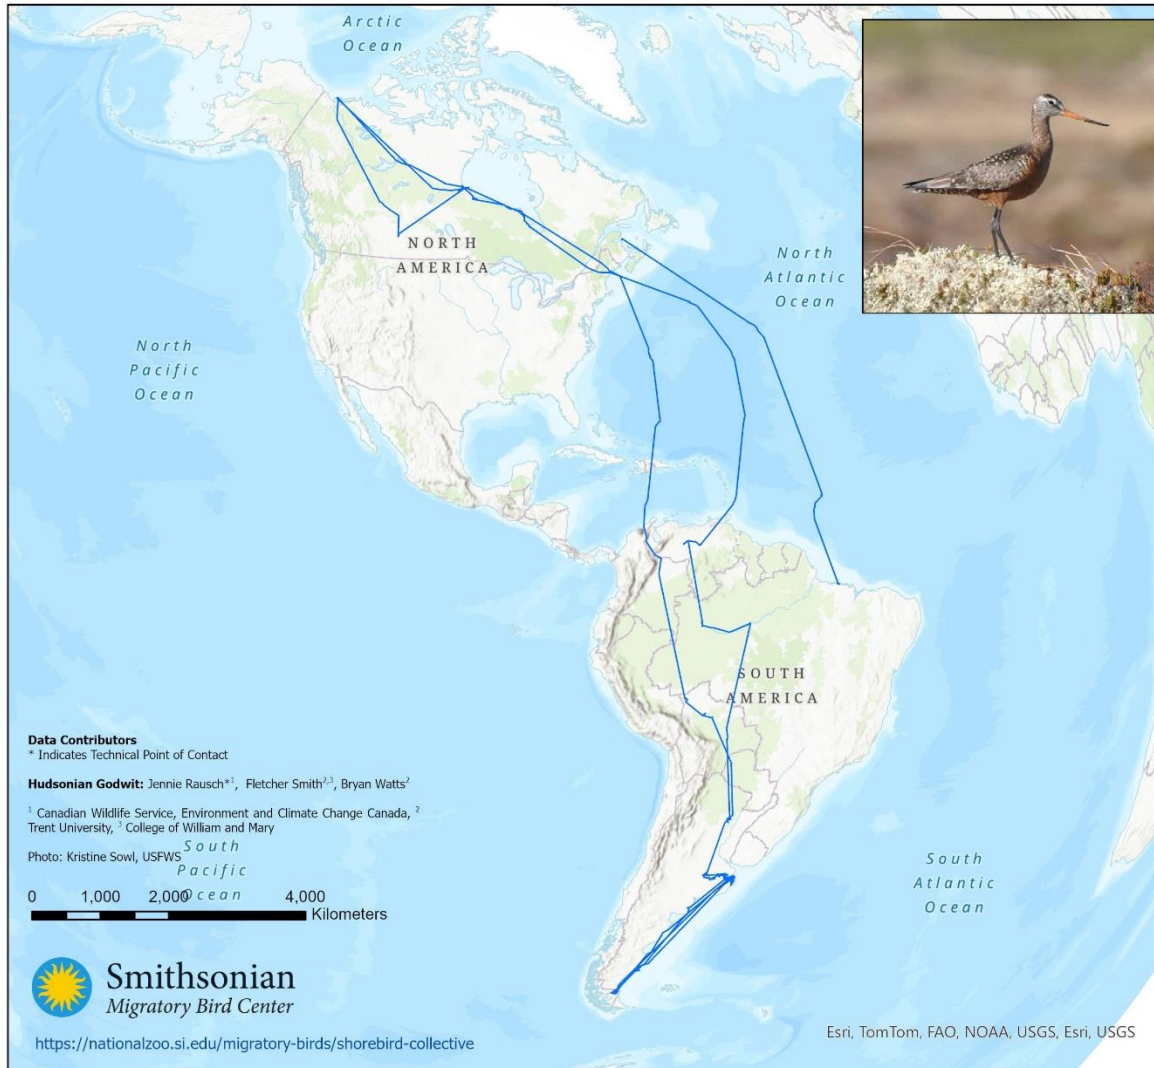 Arctic
Ocean
NORTH
AMERICA
North
Atlantic
Ocean
North
Pacific
Ocean
SOUTH
AMERICA
Data Contributors
* Indicates Technical Point of Contact
Hudsonian Godwit: Jennie Rausch*1, Fletcher Smith2,3, Bryan Watts2
1 Canadian Wildlife Service, Environment and Climate Change Canada, 2
Trent University, 3 College of William and Mary
Photo: Kristine Sowl, USFWS
South
Pacific
Ocean
South
Atlantic
Ocean
0 1,000 2,000 4,000
Kilometers
Smithsonian
Migratory Bird Center
https://nationalzoo.si.edu/migratory-birds/shorebird-collective
Esri, TomTom, FAO, NOAA, USGS, Esri, USGS